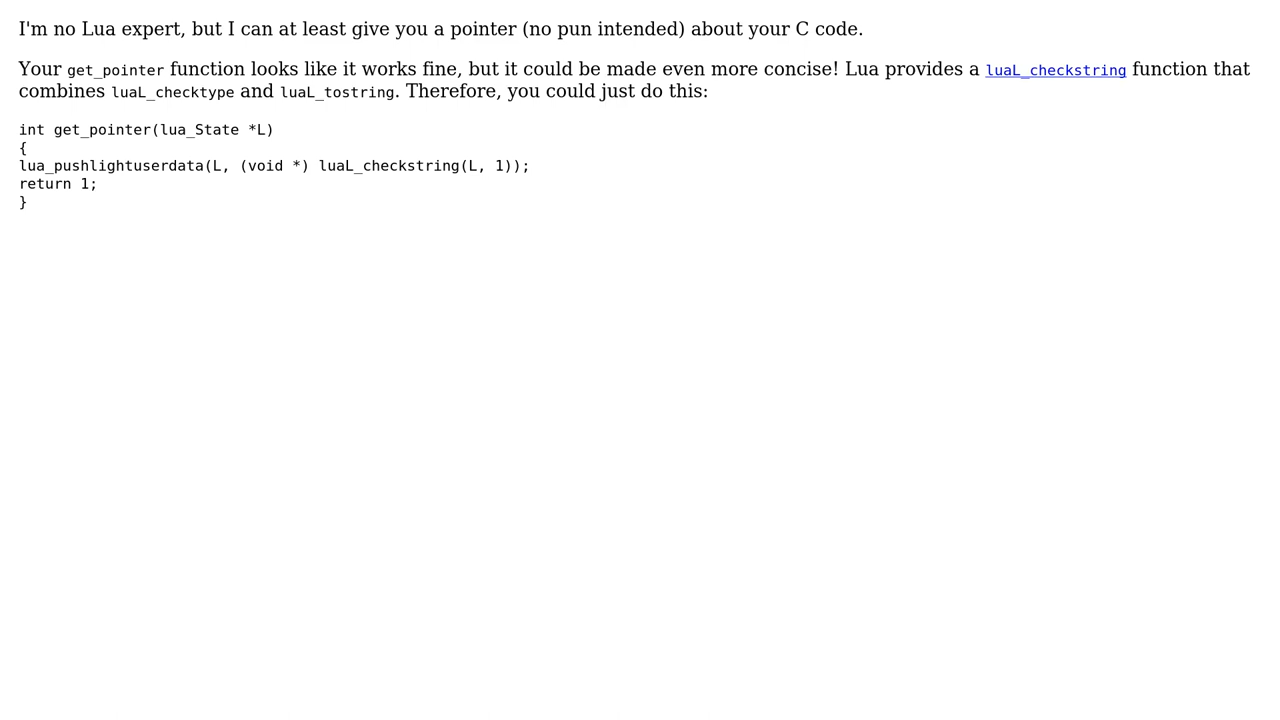 I'm no Lua expert, but I can at least give you a pointer (no pun intended) about your C code.
Your get_pointer function looks like it works fine, but it could be made even more concise! Lua provides a luaL_checkstring function that
combines luaL_checktype and luaL_tostring. Therefore, you could just do this:
int get_pointer(lua_State *L)
{
lua_pushlightuserdata(L, (void *) luaL_checkstring(L, 1));
return 1;
}